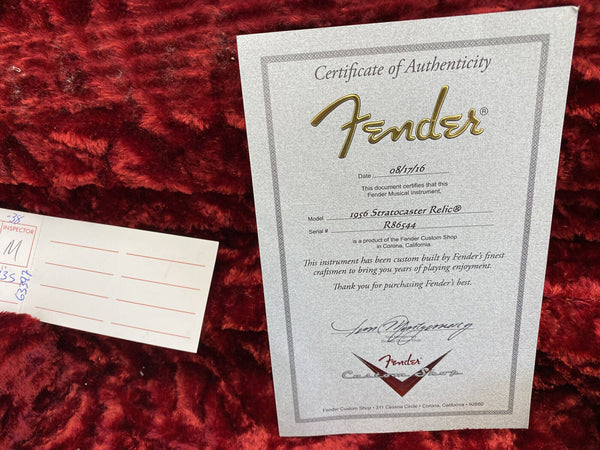 Certificate of Authenticity
Fender®
Date 08/17/16
This document certifies that this
Fender Musical Instrument,
Model 1956 Stratocaster Relic®
Serial # R86544
is a product of the Fender Custom Shop
in Corona, California.
This instrument has been custom built by Fender's finest
craftsmen to bring you years of playing enjoyment.
Thank you for purchasing Fender's best.
Fender
Custom Shop
Fender Custom Shop • 311 Cessna Circle • Corona, California • 92880
INSPECTOR
M
63397